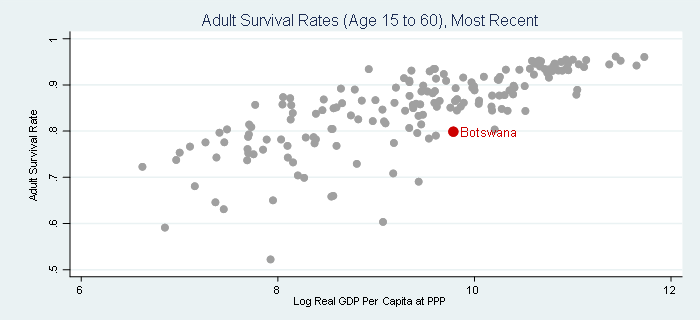 Adult Survival Rates (Age 15 to 60), Most Recent
1
.9
.8
.7
.6
.5
Adult Survival Rate
Botswana
6 8 10 12
Log Real GDP Per Capita at PPP